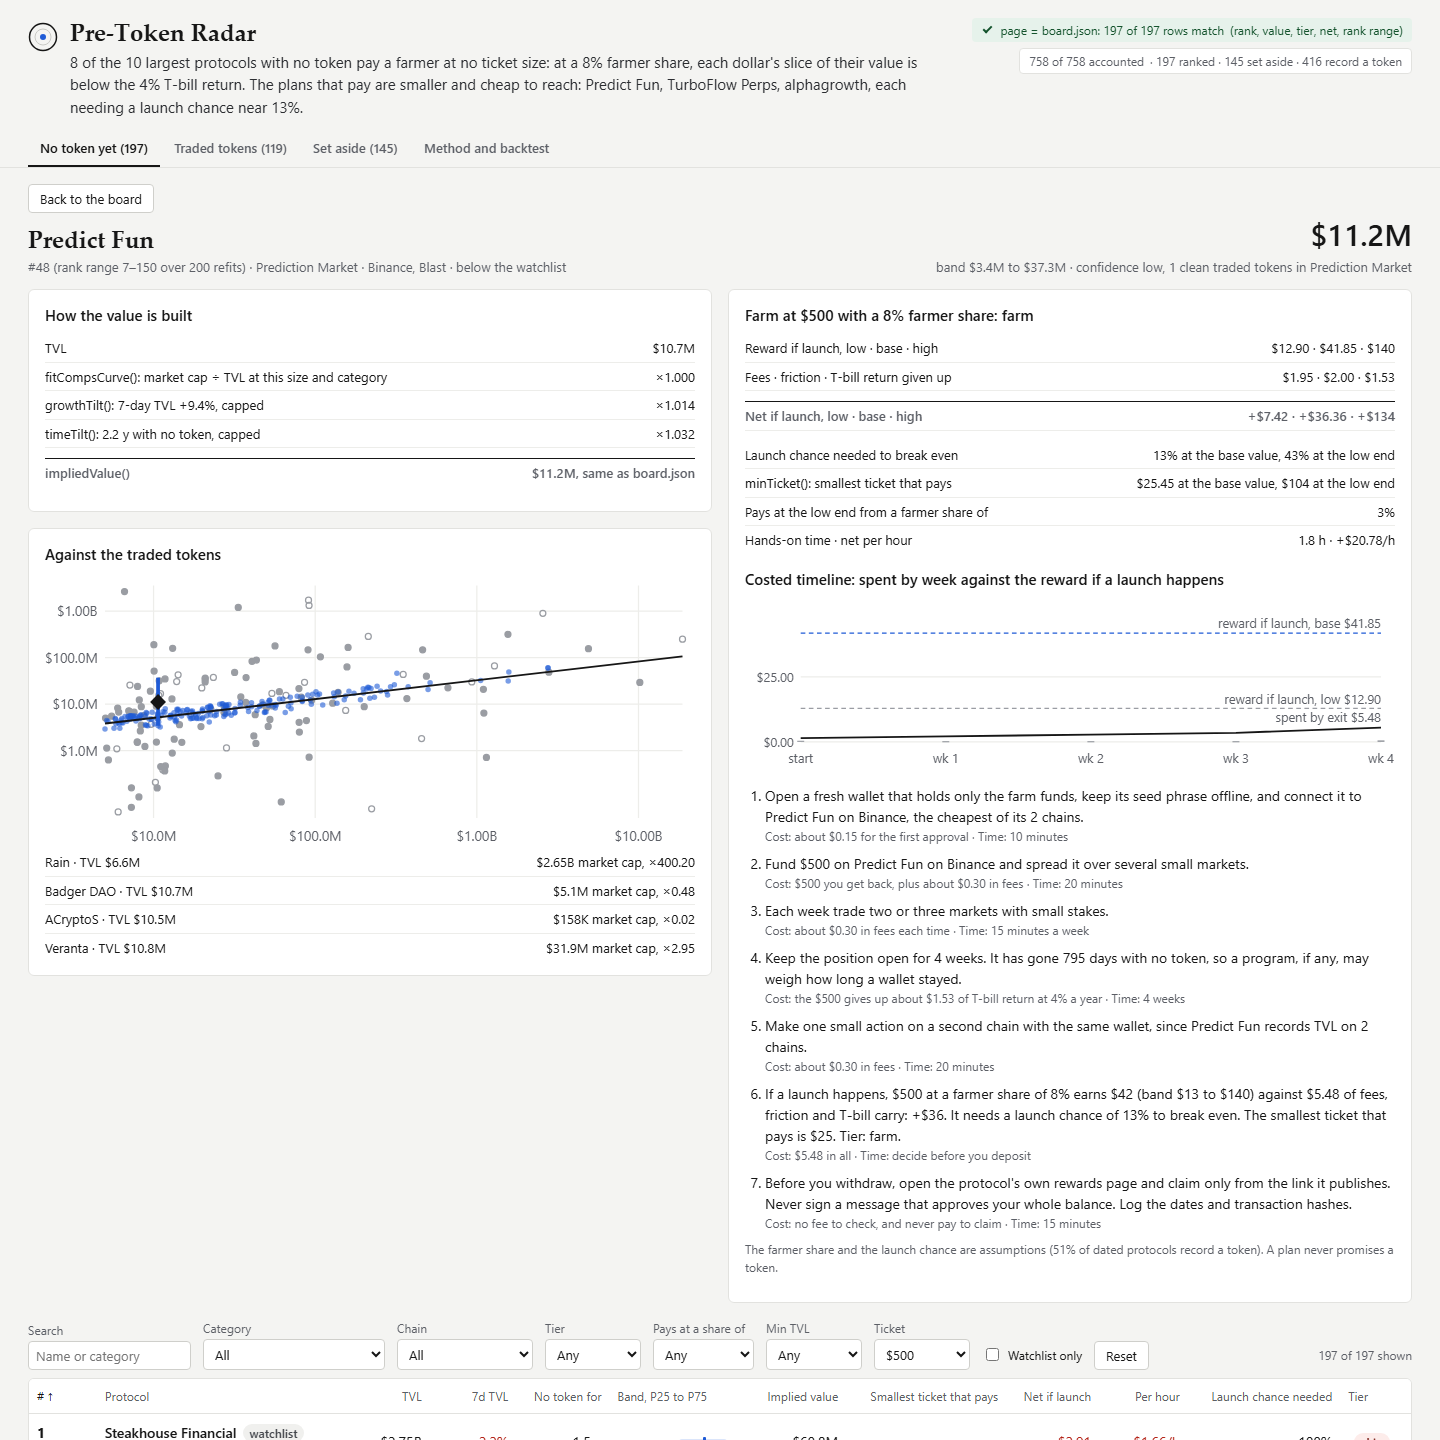 Pre-Token Radar
8 of the 10 largest protocols with no token pay a farmer at no ticket size: at a 8% farmer share, each dollar's slice of their value is
below the 4% T-bill return. The plans that pay are smaller and cheap to reach: Predict Fun, TurboFlow Perps, alphagrowth, each
needing a launch chance near 13%.
✓ page = board.json: 197 of 197 rows match (rank, value, tier, net, rank range)
758 of 758 accounted · 197 ranked · 145 set aside · 416 record a token
No token yet (197) Traded tokens (119) Set aside (145) Method and backtest
Back to the board
Predict Fun
$11.2M
#48 (rank range 7–150 over 200 refits) · Prediction Market · Binance, Blast · below the watchlist
band $3.4M to $37.3M · confidence low, 1 clean traded tokens in Prediction Market
How the value is built
TVL $10.7M
fitCompsCurve(): market cap ÷ TVL at this size and category ×1.000
growthTilt(): 7-day TVL +9.4%, capped ×1.014
timeTilt(): 2.2 y with no token, capped ×1.032
impliedValue() $11.2M, same as board.json
Against the traded tokens
$1.00B
$100.0M
$10.0M
$1.0M
$10.0M $100.0M $1.00B $10.00B
Rain · TVL $6.6M $2.65B market cap, ×400.20
Badger DAO · TVL $10.7M $5.1M market cap, ×0.48
ACryptoS · TVL $10.5M $158K market cap, ×0.02
Veranta · TVL $10.8M $31.9M market cap, ×2.95
Farm at $500 with a 8% farmer share: farm
Reward if launch, low · base · high $12.90 · $41.85 · $140
Fees · friction · T-bill return given up $1.95 · $2.00 · $1.53
Net if launch, low · base · high +$7.42 · +$36.36 · +$134
Launch chance needed to break even 13% at the base value, 43% at the low end
minTicket(): smallest ticket that pays $25.45 at the base value, $104 at the low end
Pays at the low end from a farmer share of 3%
Hands-on time · net per hour 1.8 h · +$20.78/h
Costed timeline: spent by week against the reward if a launch happens
reward if launch, base $41.85
$25.00
reward if launch, low $12.90
spent by exit $5.48
$0.00
start wk 1 wk 2 wk 3 wk 4
1. Open a fresh wallet that holds only the farm funds, keep its seed phrase offline, and connect it to
Predict Fun on Binance, the cheapest of its 2 chains.
Cost: about $0.15 for the first approval · Time: 10 minutes
2. Fund $500 on Predict Fun on Binance and spread it over several small markets.
Cost: $500 you get back, plus about $0.30 in fees · Time: 20 minutes
3. Each week trade two or three markets with small stakes.
Cost: about $0.30 in fees each time · Time: 15 minutes a week
4. Keep the position open for 4 weeks. It has gone 795 days with no token, so a program, if any, may
weigh how long a wallet stayed.
Cost: the $500 gives up about $1.53 of T-bill return at 4% a year · Time: 4 weeks
5. Make one small action on a second chain with the same wallet, since Predict Fun records TVL on 2
chains.
Cost: about $0.30 in fees · Time: 20 minutes
6. If a launch happens, $500 at a farmer share of 8% earns $42 (band $13 to $140) against $5.48 of fees,
friction and T-bill carry: +$36. It needs a launch chance of 13% to break even. The smallest ticket that
pays is $25. Tier: farm.
Cost: $5.48 in all · Time: decide before you deposit
7. Before you withdraw, open the protocol's own rewards page and claim only from the link it publishes.
Never sign a message that approves your whole balance. Log the dates and transaction hashes.
Cost: no fee to check, and never pay to claim · Time: 15 minutes
The farmer share and the launch chance are assumptions (51% of dated protocols record a token). A plan never promises a
token.
Search Category Chain Tier Pays at a share of Min TVL Ticket
Name or category All All Any Any Any $500 Watchlist only Reset 197 of 197 shown
# ↑ Protocol TVL 7d TVL No token for Band, P25 to P75 Implied value Smallest ticket that pays Net if launch Per hour Launch chance needed Tier
1 Steakhouse Financial watchlist